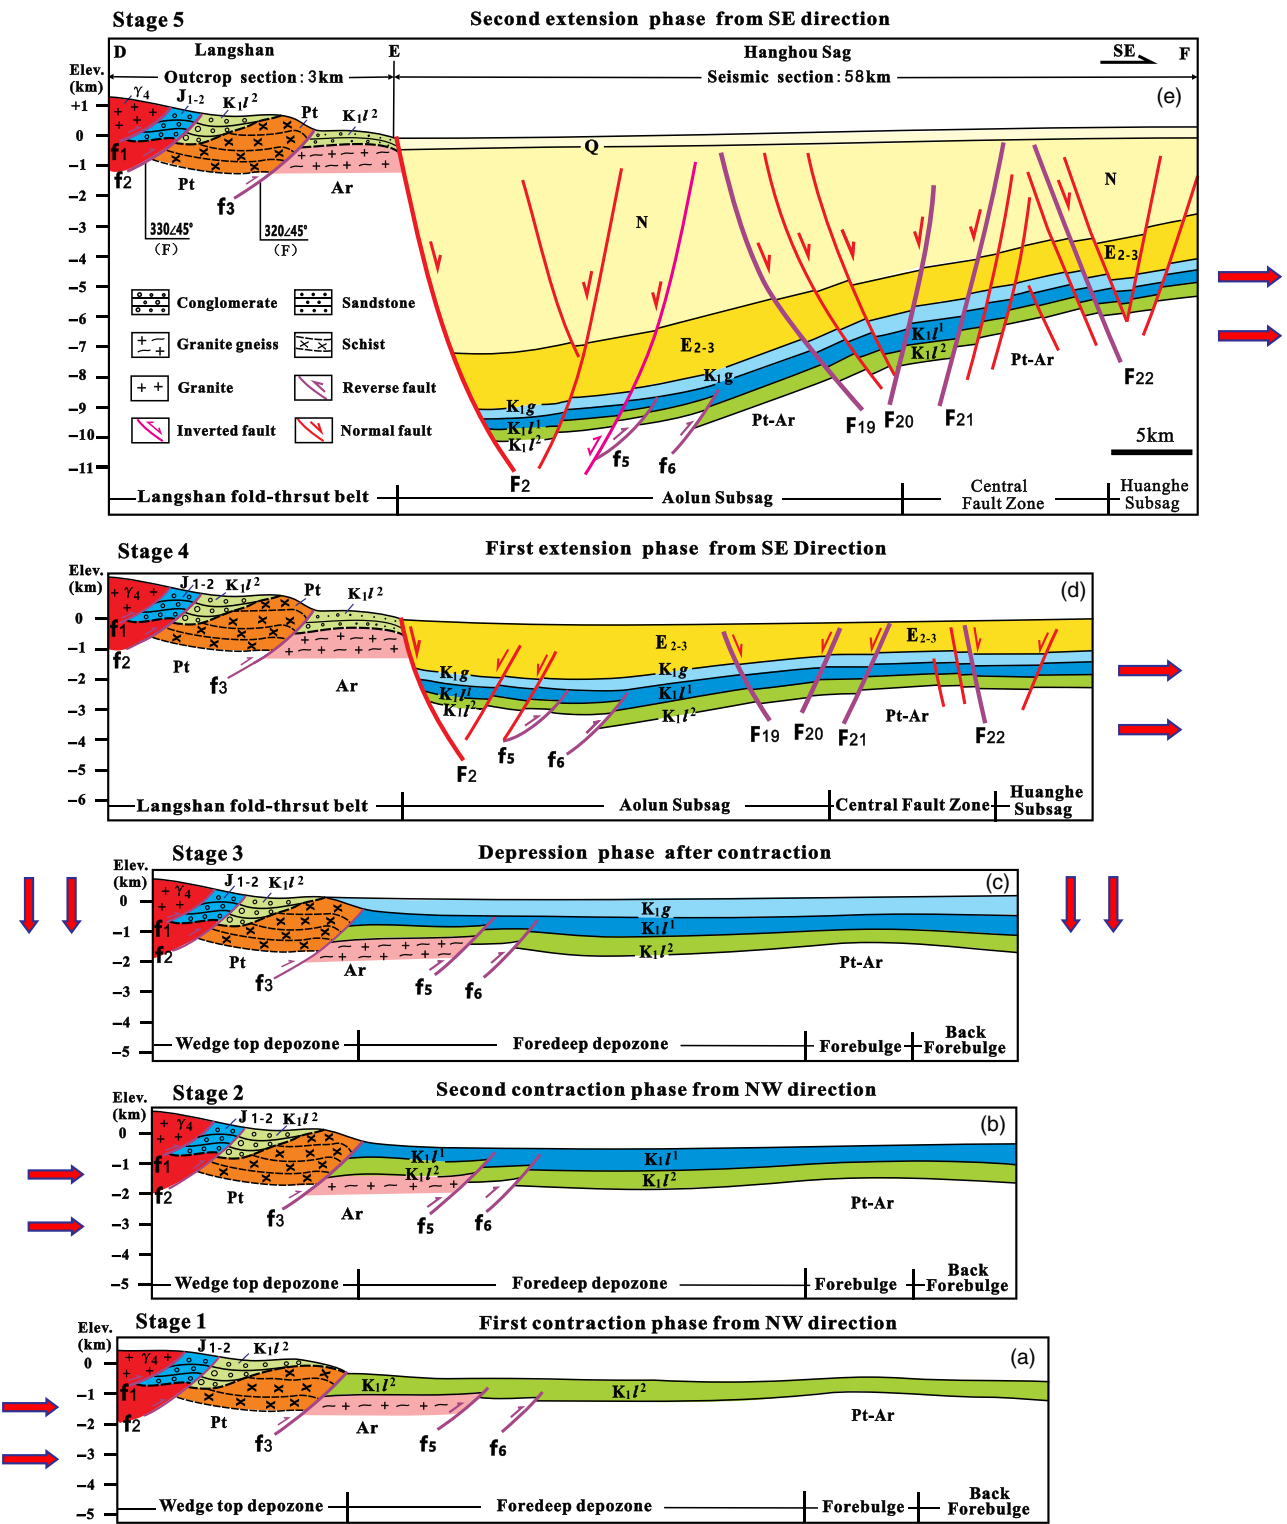 Stage 5
Second extension phase from SE direction
D
Langshan
E
Hanghou Sag
SE
F
Elev.
(km)
Outcrop section: 3km
Seismic section: 58km
(e)
γ4
J1-2
K1l2
Pt
K1l2
+1
0
−1
−2
−3
−4
−5
−6
−7
−8
−9
−10
−11
f1
f2
Pt
f3
Ar
330∠45°
(F)
320∠45°
(F)
Q
N
N
E2-3
E2-3
K1g
K1g
K1l1
K1l2
K1l1
K1l2
Pt-Ar
Pt-Ar
F2
f5
f6
F19
F20
F21
F22
Conglomerate
Sandstone
Granite gneiss
Schist
Granite
Reverse fault
Inverted fault
Normal fault
5km
Langshan fold-thrsut belt
Aolun Subsag
Central
Fault Zone
Huanghe
Subsag
Stage 4
First extension phase from SE Direction
Elev.
(km)
(d)
γ4
J1-2
K1l2
Pt
K1l2
0
−1
−2
−3
−4
−5
−6
f1
f2
Pt
f3
Ar
E2-3
E2-3
K1g
K1g
K1l1
K1l1
K1l2
K1l2
Pt-Ar
F2
f5
f6
F19
F20
F21
F22
Langshan fold-thrsut belt
Aolun Subsag
Central Fault Zone
Huanghe
Subsag
Stage 3
Depression phase after contraction
Elev.
(km)
(c)
γ4
J1-2
K1l2
0
−1
−2
−3
−4
−5
f1
f2
Pt
f3
Ar
f5
f6
K1g
K1l1
K1l2
Pt-Ar
Wedge top depozone
Foredeep depozone
Forebulge
Back
Forebulge
Stage 2
Second contraction phase from NW direction
Elev.
(km)
(b)
γ4
J1-2
K1l2
0
−1
−2
−3
−4
−5
f1
f2
Pt
f3
Ar
f5
f6
K1l1
K1l2
K1l1
K1l2
Pt-Ar
Wedge top depozone
Foredeep depozone
Forebulge
Back
Forebulge
Stage 1
First contraction phase from NW direction
Elev.
(km)
(a)
γ4
J1-2
K1l2
0
−1
−2
−3
−4
−5
f1
f2
Pt
f3
Ar
f5
f6
K1l2
K1l2
Pt-Ar
Wedge top depozone
Foredeep depozone
Forebulge
Back
Forebulge